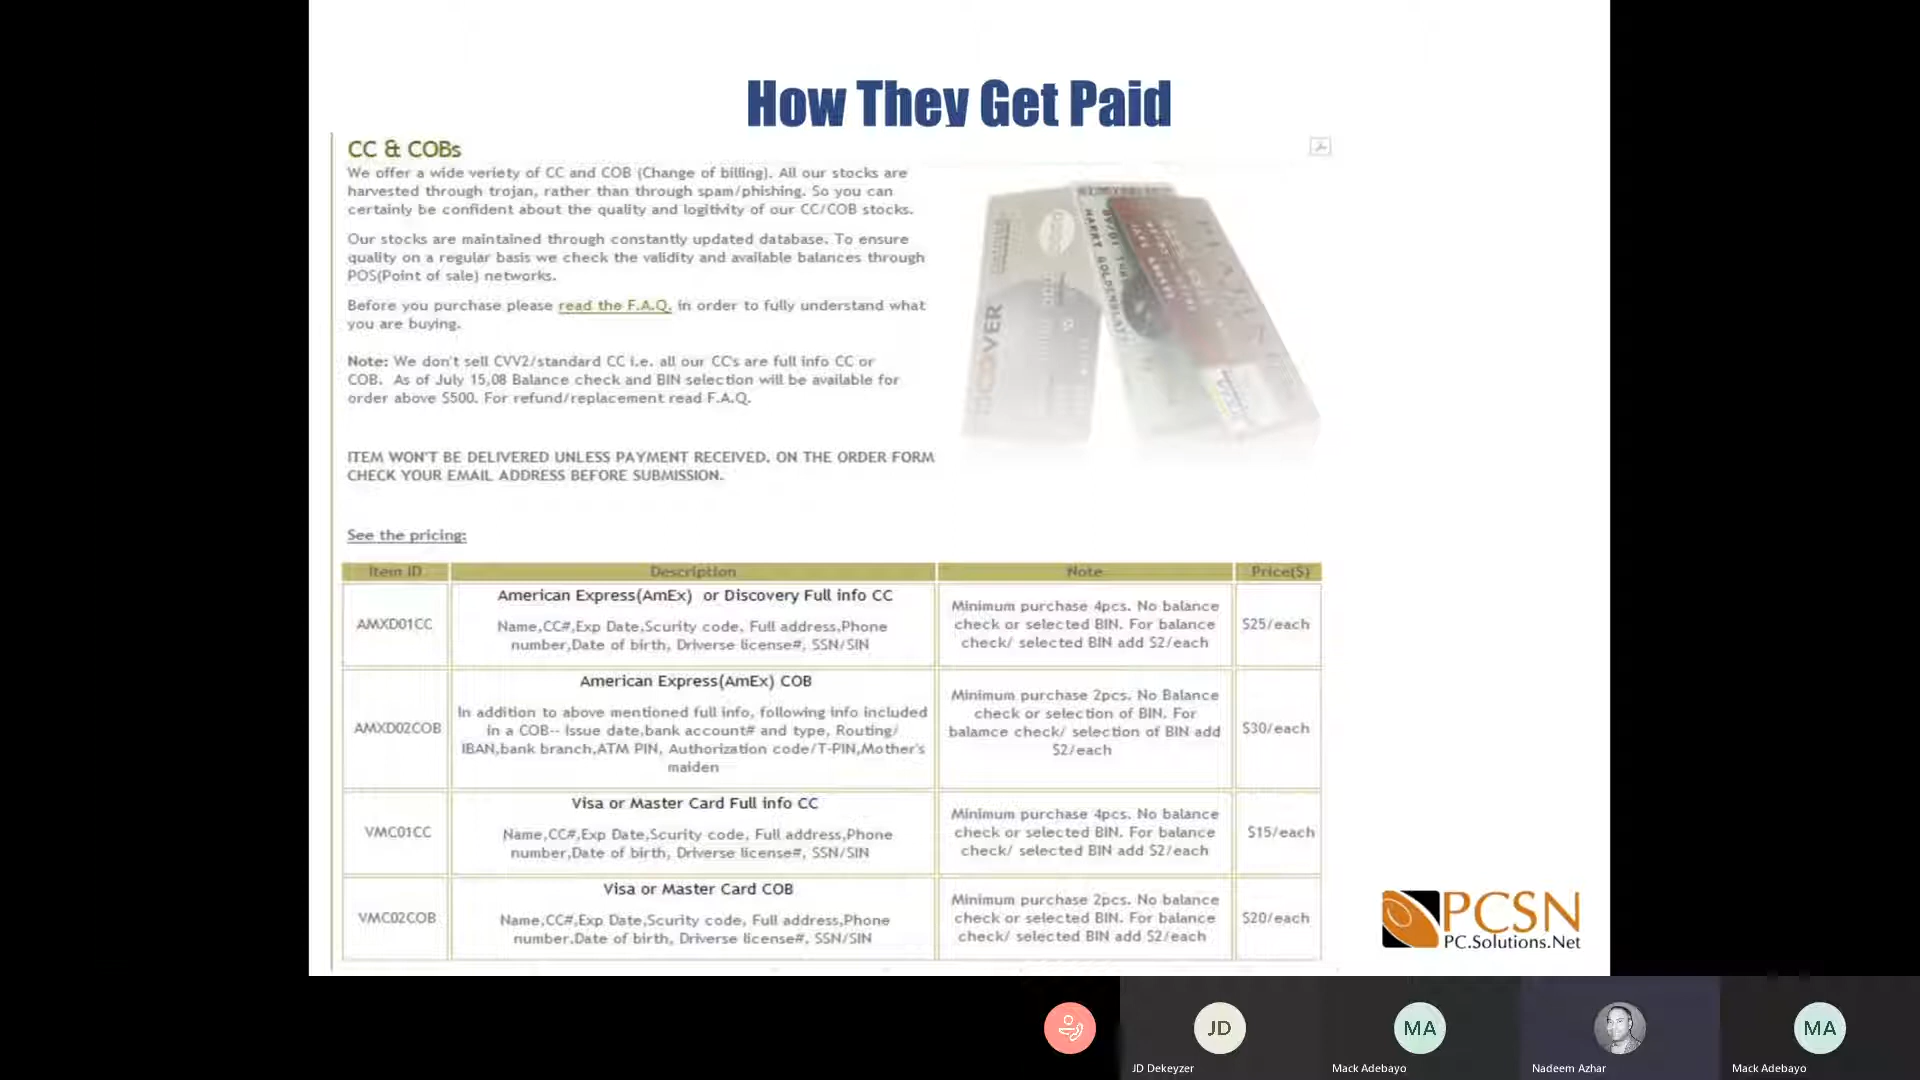 How They Get Paid
CC & COBs
We offer a wide veriety of CC and COB (Change of billing). All our stocks are
harvested through trojan, rather than through spam/phishing. So you can
certainly be confident about the quality and logitivity of our CC/COB stocks.
Our stocks are maintained through constantly updated database. To ensure
quality on a regular basis we check the validity and available balances through
POS(Point of sale) networks.
Before you purchase please read the F.A.Q. in order to fully understand what
you are buying.
Note: We don't sell CVV2/standard CC i.e. all our CC's are full info CC or
COB. As of July 15,08 Balance check and BIN selection will be available for
order above $500. For refund/replacement read F.A.Q.
ITEM WON'T BE DELIVERED UNLESS PAYMENT RECEIVED. ON THE ORDER FORM
CHECK YOUR EMAIL ADDRESS BEFORE SUBMISSION.
See the pricing:
Item ID Description Note Price($)
AMXD01CC
American Express(AmEx) or Discovery Full info CC
Name,CC#,Exp Date,Scurity code, Full address,Phone
number,Date of birth, Driverse license#, SSN/SIN
Minimum purchase 4pcs. No balance
check or selected BIN. For balance
check/ selected BIN add $2/each
$25/each
AMXD02COB
American Express(AmEx) COB
In addition to above mentioned full info, following info included
in a COB-- Issue date,bank account# and type, Routing/
IBAN,bank branch,ATM PIN, Authorization code/T-PIN,Mother's
maiden
Minimum purchase 2pcs. No Balance
check or selection of BIN. For
balamce check/ selection of BIN add
$2/each
$30/each
VMC01CC
Visa or Master Card Full info CC
Name,CC#,Exp Date,Scurity code, Full address,Phone
number,Date of birth, Driverse license#, SSN/SIN
Minimum purchase 4pcs. No balance
check or selected BIN. For balance
check/ selected BIN add $2/each
$15/each
VMC02COB
Visa or Master Card COB
Name,CC#,Exp Date,Scurity code, Full address,Phone
number,Date of birth, Driverse license#, SSN/SIN
Minimum purchase 2pcs. No balance
check or selected BIN. For balance
check/ selected BIN add $2/each
$20/each
DISCOVER
PCSN
PC.Solutions.Net
JD
MA
MA
JD Dekeyzer
Mack Adebayo
Nadeem Azhar
Mack Adebayo